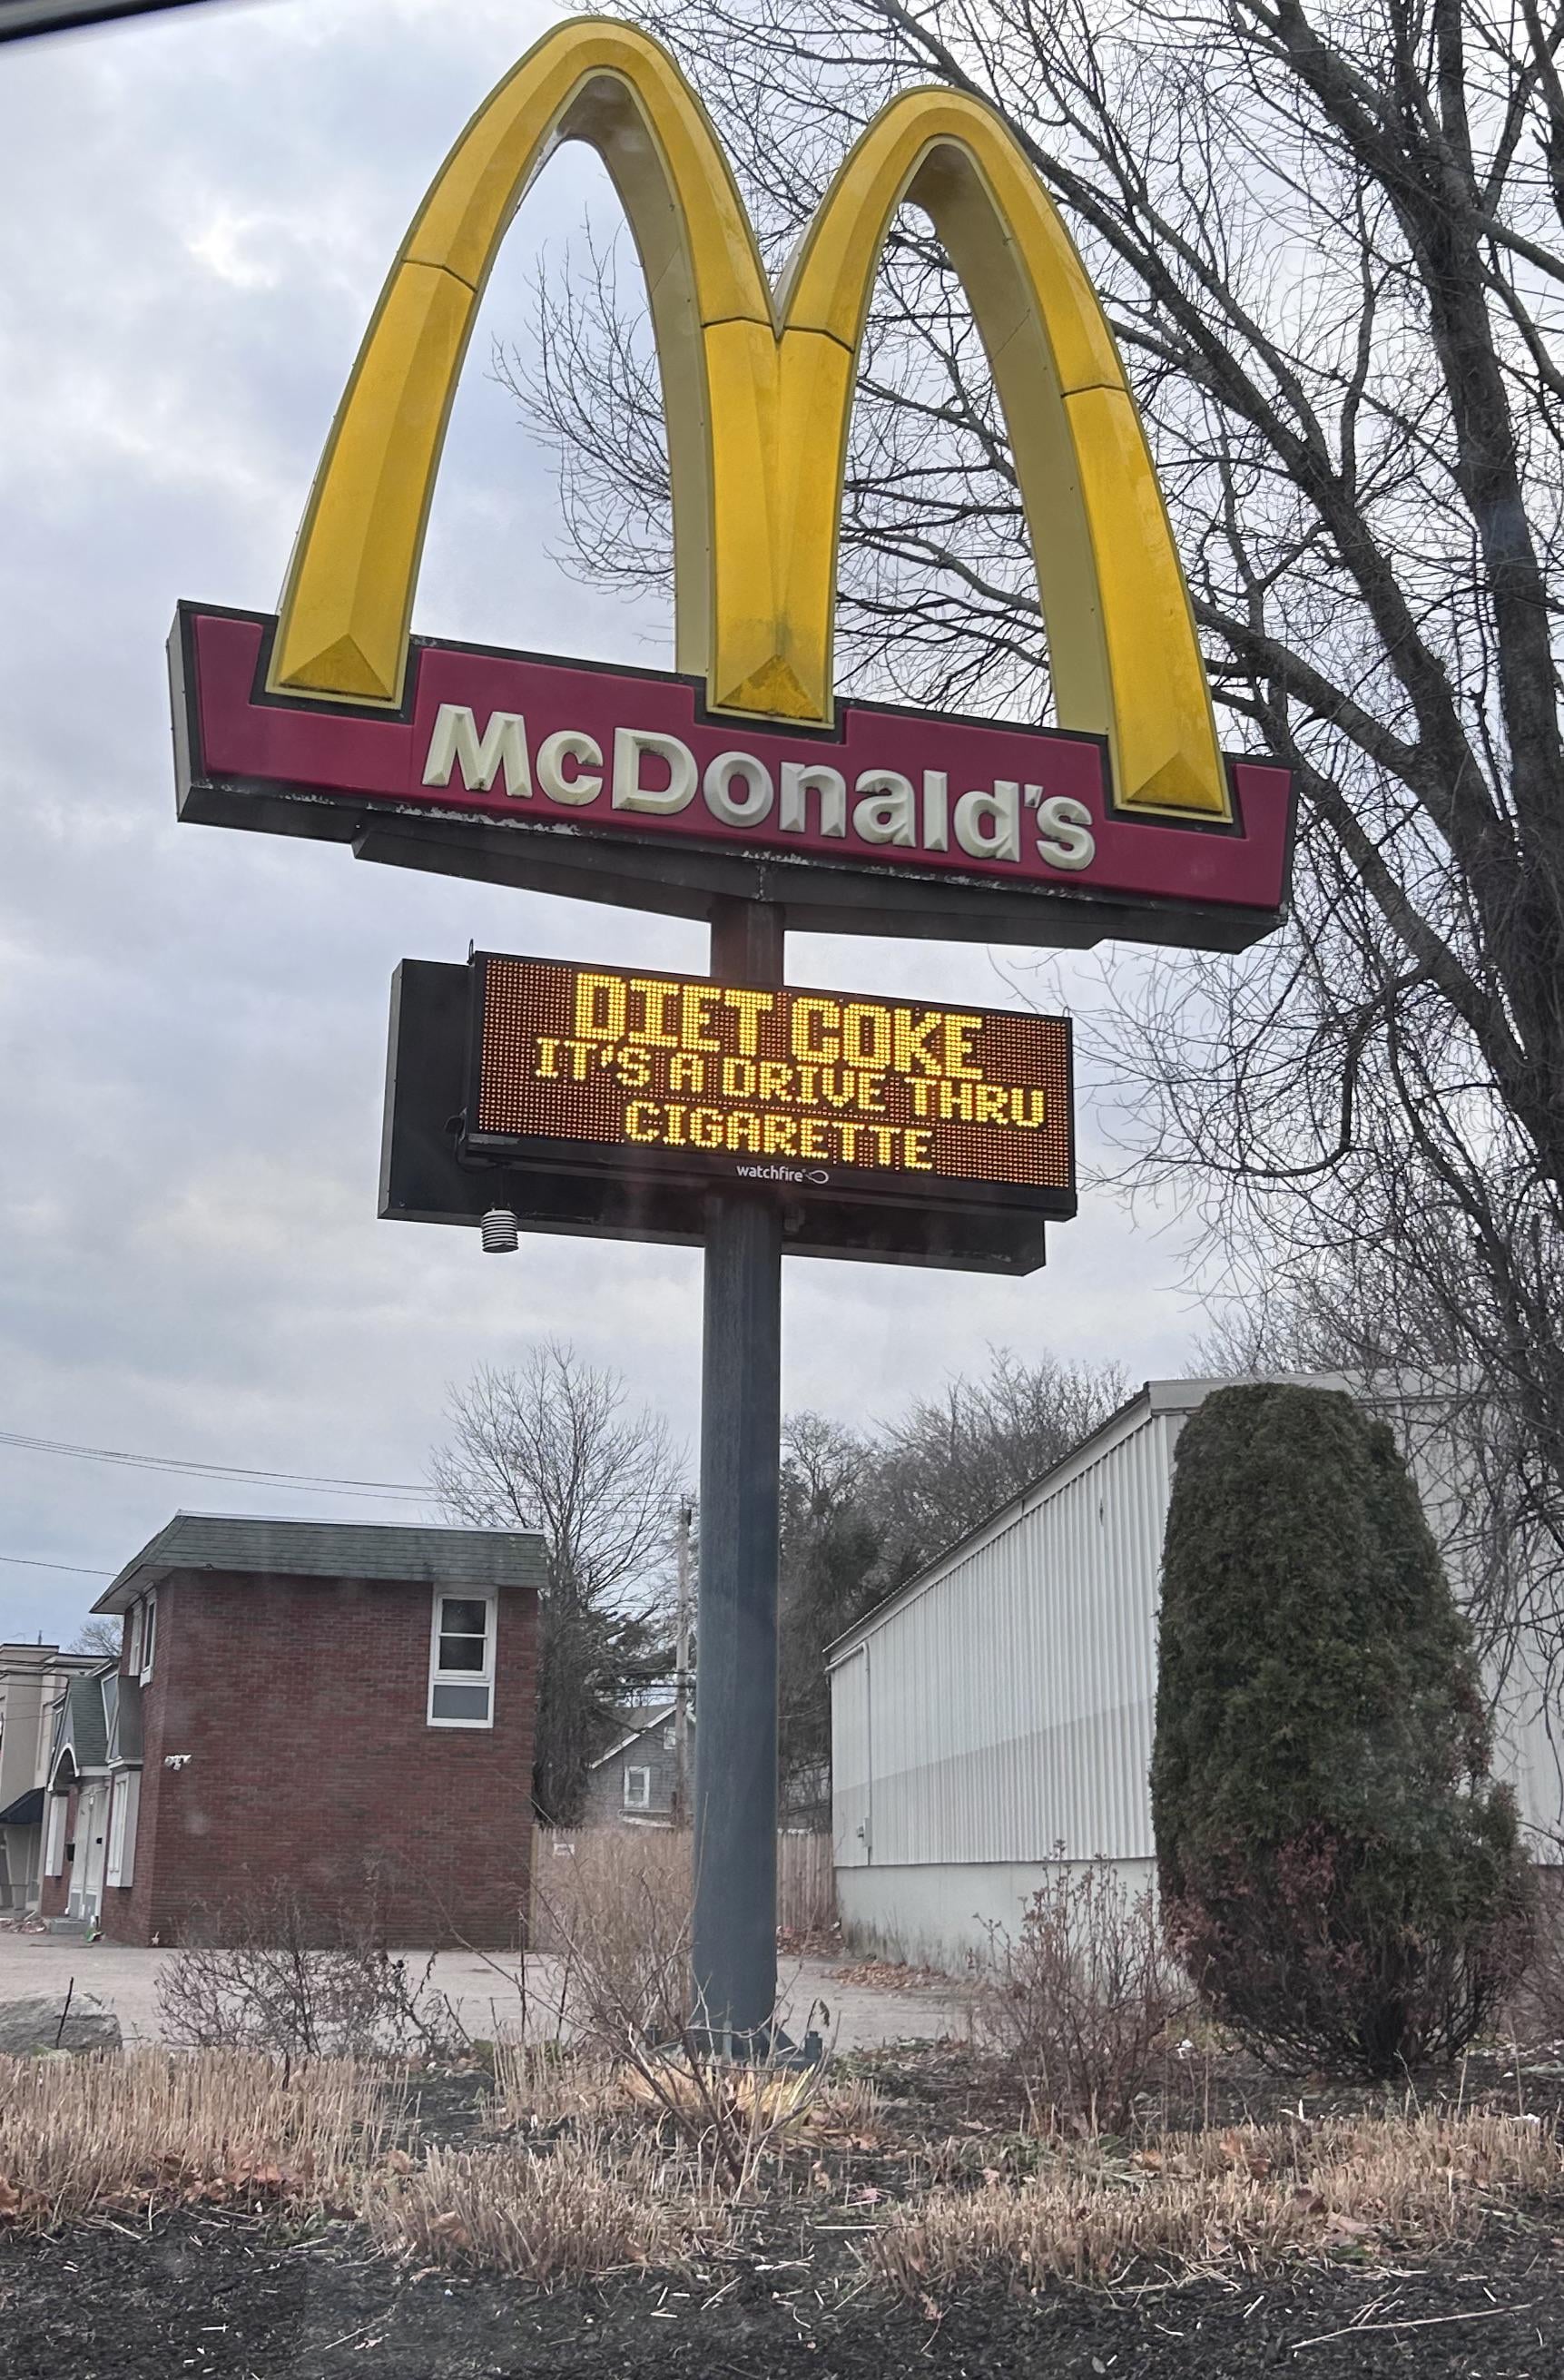 McDonald's
DIET COKE
IT'S A DRIVE THRU
CIGARETTE
watchfire